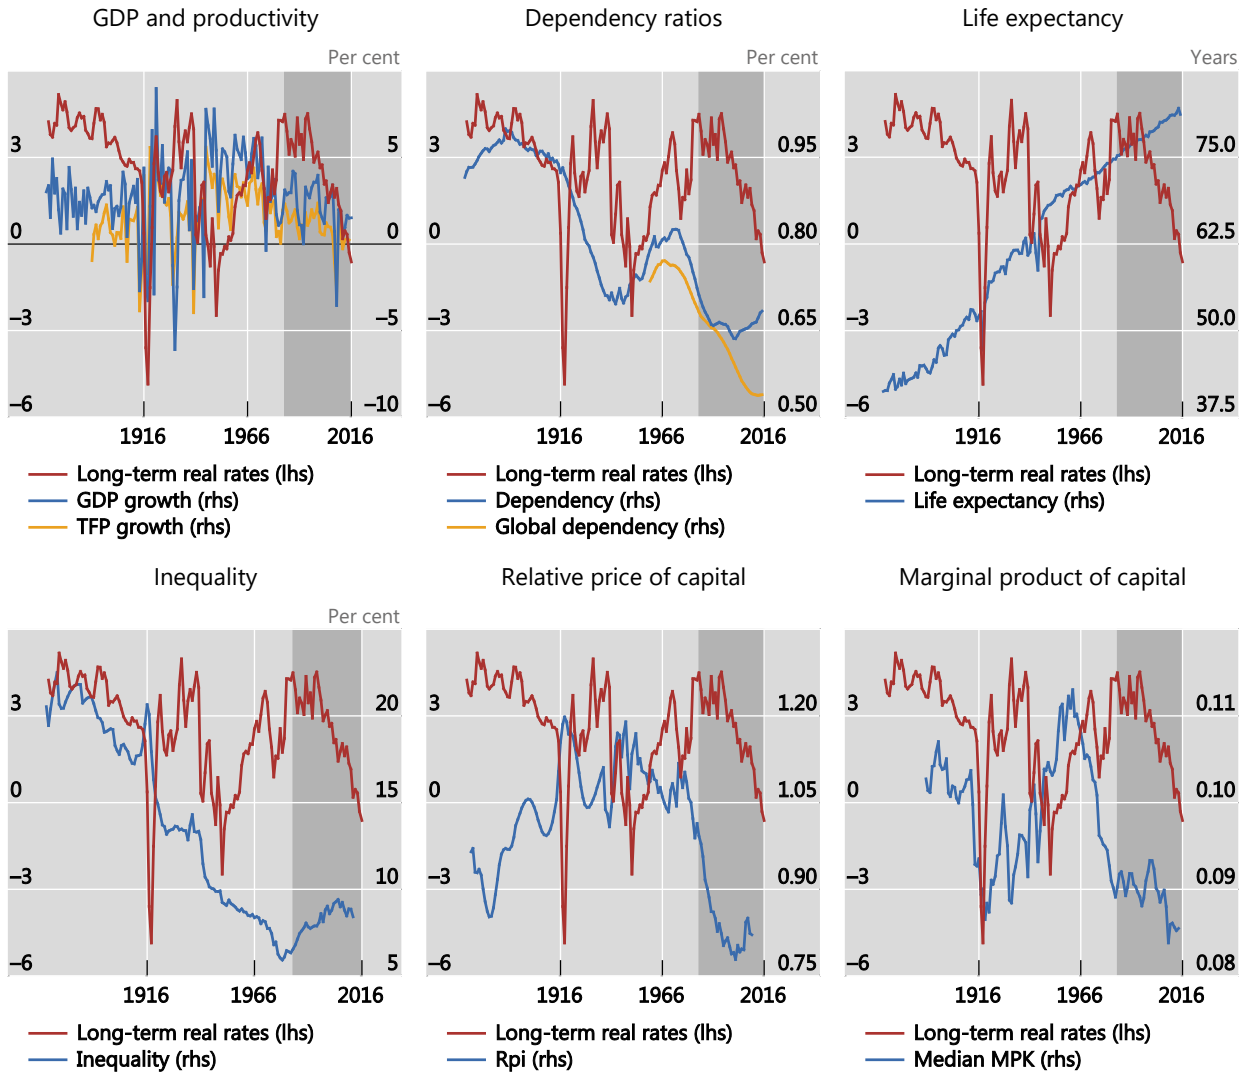 GDP and productivity
Per cent
3 5
0 0
−3 −5
−6 −10
1916 1966 2016
Long-term real rates (lhs)
GDP growth (rhs)
TFP growth (rhs)
Dependency ratios
Per cent
3 0.95
0 0.80
−3 0.65
−6 0.50
1916 1966 2016
Long-term real rates (lhs)
Dependency (rhs)
Global dependency (rhs)
Life expectancy
Years
3 75.0
0 62.5
−3 50.0
−6 37.5
1916 1966 2016
Long-term real rates (lhs)
Life expectancy (rhs)
Inequality
Per cent
3 20
0 15
−3 10
−6 5
1916 1966 2016
Long-term real rates (lhs)
Inequality (rhs)
Relative price of capital
3 1.20
0 1.05
−3 0.90
−6 0.75
1916 1966 2016
Long-term real rates (lhs)
Rpi (rhs)
Marginal product of capital
3 0.11
0 0.10
−3 0.09
−6 0.08
1916 1966 2016
Long-term real rates (lhs)
Median MPK (rhs)